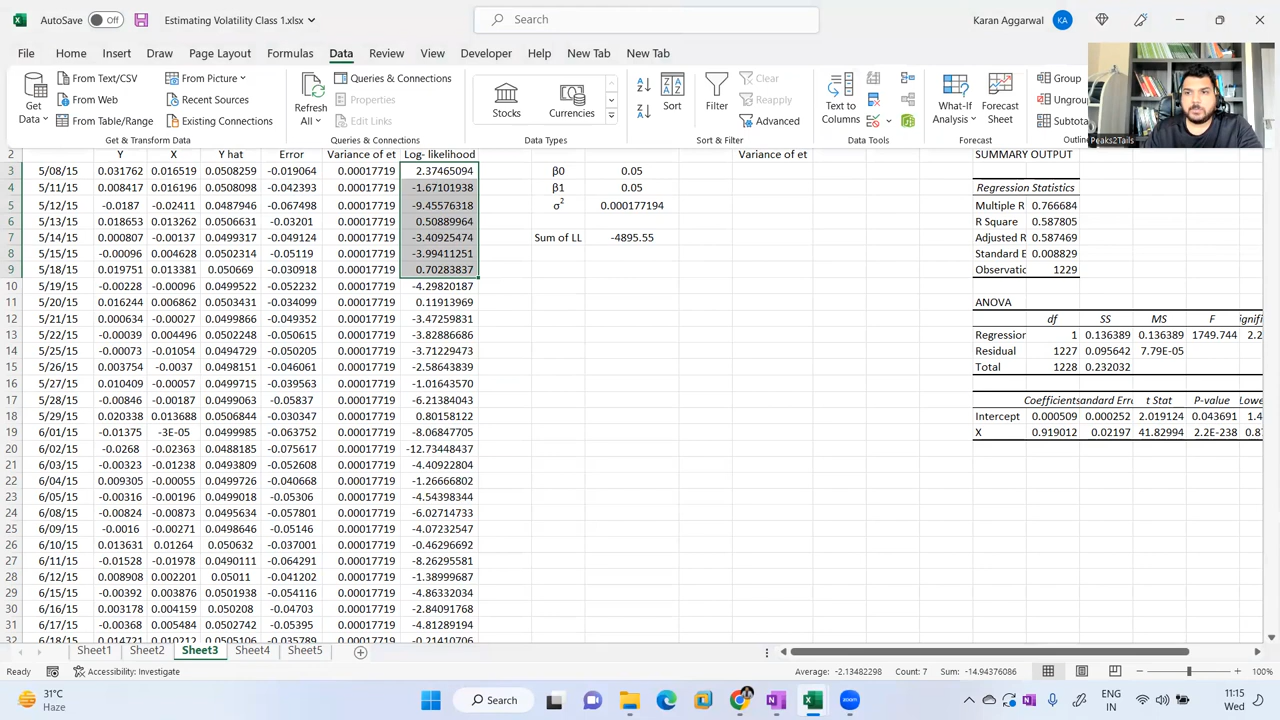 AutoSave Off Estimating Volatility Class 1.xlsx Search Karan Aggarwal KA
File Home Insert Draw Page Layout Formulas Data Review View Developer Help New Tab New Tab
Get Data From Text/CSV From Web From Table/Range From Picture Recent Sources Existing Connections Refresh All Queries & Connections Properties Edit Links Stocks Currencies Sort Filter Clear Reapply Advanced Text to Columns What-If Analysis Forecast Sheet Group
Get & Transform Data Queries & Connections Data Types Sort & Filter Data Tools Forecast
Peaks2Tails
2 Y X Y hat Error Variance of et Log- likelihood Variance of et SUMMARY OUTPUT
3 5/08/15 0.031762 0.016519 0.0508259 -0.019064 0.00017719 2.37465094 β0 0.05
4 5/11/15 0.008417 0.016196 0.0508098 -0.042393 0.00017719 -1.67101938 β1 0.05 Regression Statistics
5 5/12/15 -0.0187 -0.02411 0.0487946 -0.067498 0.00017719 -9.45576318 σ2 0.000177194 Multiple R 0.766684
6 5/13/15 0.018653 0.013262 0.0506631 -0.03201 0.00017719 0.50889964 R Square 0.587805
7 5/14/15 0.000807 -0.00137 0.0499317 -0.049124 0.00017719 -3.40925474 Sum of LL -4895.55 Adjusted R 0.587469
8 5/15/15 -0.00096 0.004628 0.0502314 -0.05119 0.00017719 -3.99411251 Standard E 0.008829
9 5/18/15 0.019751 0.013381 0.050669 -0.030918 0.00017719 0.70283837 Observatic 1229
10 5/19/15 -0.00228 -0.00096 0.0499522 -0.052232 0.00017719 -4.29820187
11 5/20/15 0.016244 0.006862 0.0503431 -0.034099 0.00017719 0.11913969 ANOVA
12 5/21/15 0.000634 -0.00027 0.0499866 -0.049352 0.00017719 -3.47259831 df SS MS F ignifi
13 5/22/15 -0.00039 0.004496 0.0502248 -0.050615 0.00017719 -3.82886686 Regression 1 0.136389 0.136389 1749.744 2.2
14 5/25/15 -0.00073 -0.01054 0.0494729 -0.050205 0.00017719 -3.71229473 Residual 1227 0.095642 7.79E-05
15 5/26/15 0.003754 -0.0037 0.0498151 -0.046061 0.00017719 -2.58643839 Total 1228 0.232032
16 5/27/15 0.010409 -0.00057 0.0499715 -0.039563 0.00017719 -1.01643570
17 5/28/15 -0.00846 -0.00187 0.0499063 -0.05837 0.00017719 -6.21384043 Coefficients andard Erro t Stat P-value Lowe
18 5/29/15 0.020338 0.013688 0.0506844 -0.030347 0.00017719 0.80158122 Intercept 0.000509 0.000252 2.019124 0.043691 1.4
19 6/01/15 -0.01375 -3E-05 0.0499985 -0.063752 0.00017719 -8.06847705 X 0.919012 0.02197 41.82994 2.2E-238 0.87
20 6/02/15 -0.0268 -0.02363 0.0488185 -0.075617 0.00017719 -12.73448437
21 6/03/15 -0.00323 -0.01238 0.0493809 -0.052608 0.00017719 -4.40922804
22 6/04/15 0.009305 -0.00055 0.0499726 -0.040668 0.00017719 -1.26666802
23 6/05/15 -0.00316 -0.00196 0.0499018 -0.05306 0.00017719 -4.54398344
24 6/08/15 -0.00824 -0.00873 0.0495634 -0.057801 0.00017719 -6.02714733
25 6/09/15 -0.0016 -0.00271 0.0498646 -0.05146 0.00017719 -4.07232547
26 6/10/15 0.013631 0.01264 0.050632 -0.037001 0.00017719 -0.46296692
27 6/11/15 -0.01528 -0.01978 0.0490111 -0.064291 0.00017719 -8.26295581
28 6/12/15 0.008908 0.002201 0.05011 -0.041202 0.00017719 -1.38999687
29 6/15/15 -0.00392 0.003876 0.0501938 -0.054116 0.00017719 -4.86332034
30 6/16/15 0.003178 0.004159 0.050208 -0.04703 0.00017719 -2.84091768
31 6/17/15 -0.00368 0.005484 0.0502742 -0.05395 0.00017719 -4.81289134
32 6/18/15 0.014721 0.010212 0.0505106 -0.035789 0.00017719 -0.21410706
Sheet1 Sheet2 Sheet3 Sheet4 Sheet5
Ready Accessibility: Investigate Average: -2.13482298 Count: 7 Sum: -14.94376086 100%
31°C Haze Search ENG IN 11:15 Wed